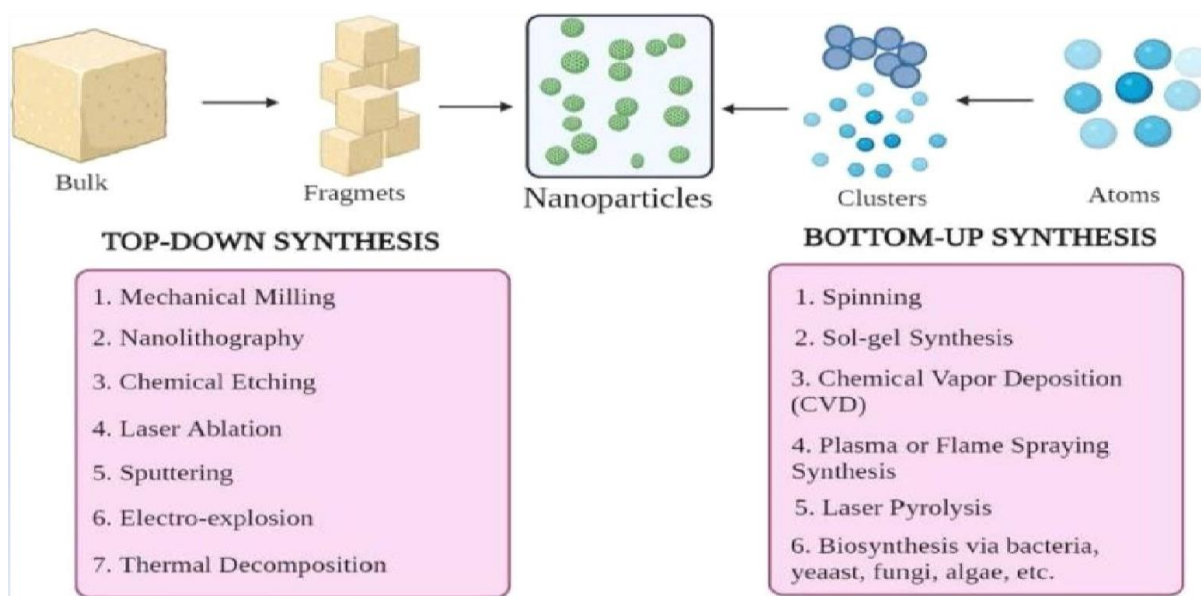 Bulk
Fragmets
Nanoparticles
Clusters
Atoms
TOP-DOWN SYNTHESIS
1. Mechanical Milling
2. Nanolithography
3. Chemical Etching
4. Laser Ablation
5. Sputtering
6. Electro-explosion
7. Thermal Decomposition
BOTTOM-UP SYNTHESIS
1. Spinning
2. Sol-gel Synthesis
3. Chemical Vapor Deposition
(CVD)
4. Plasma or Flame Spraying
Synthesis
5. Laser Pyrolysis
6. Biosynthesis via bacteria,
yeaast, fungi, algae, etc.